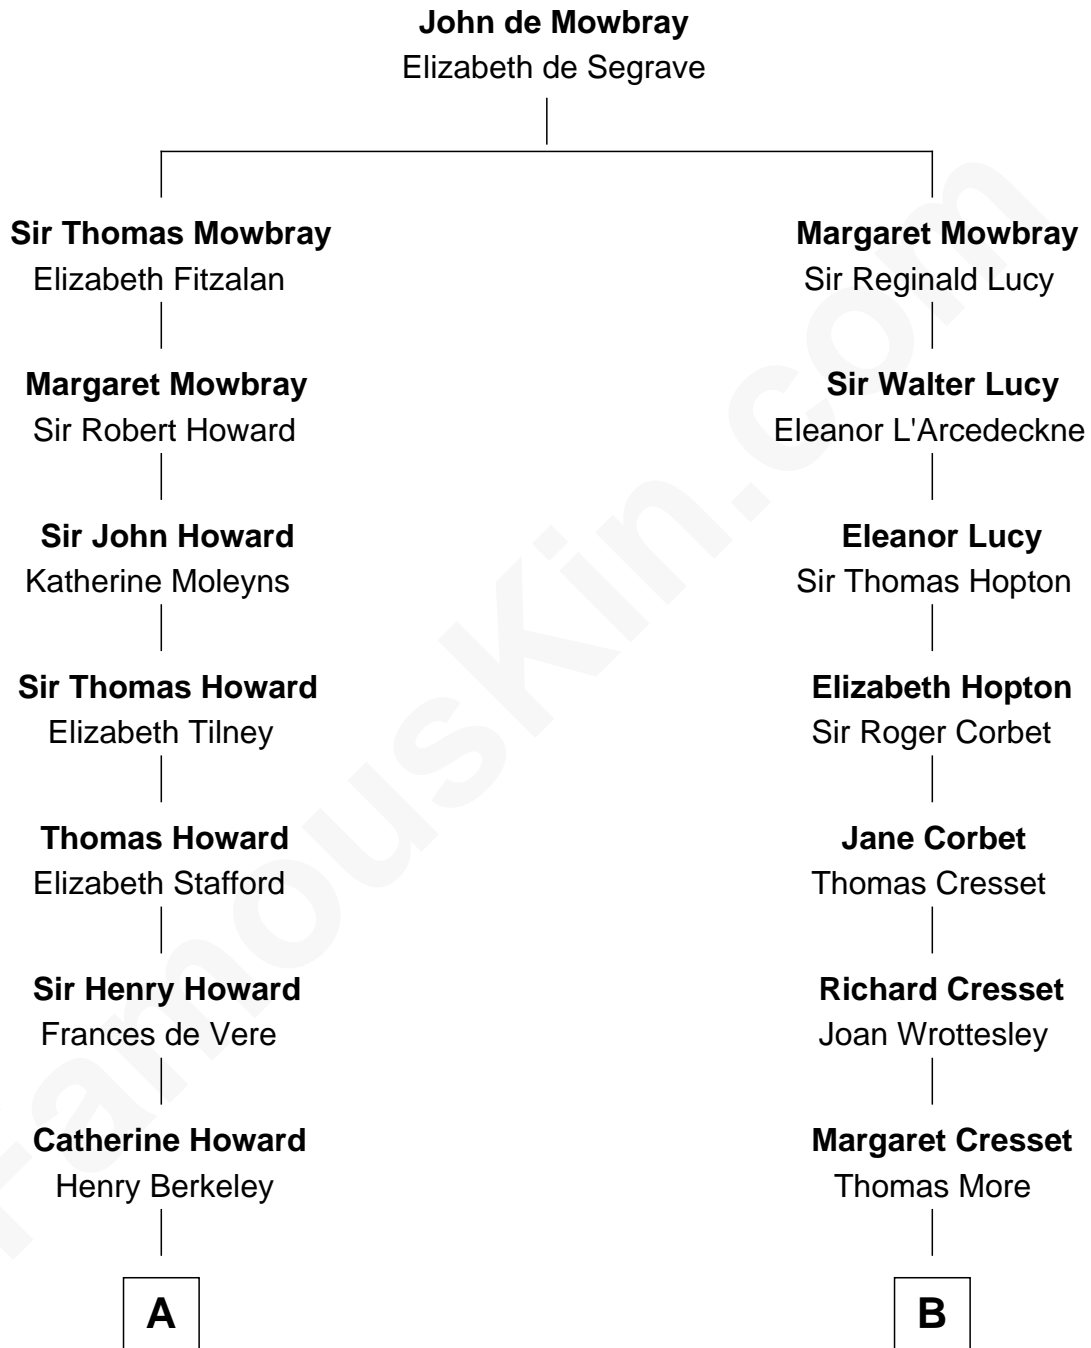 John de Mowbray
Elizabeth de Segrave
Sir Thomas Mowbray
Elizabeth Fitzalan
Margaret Mowbray
Sir Reginald Lucy
Margaret Mowbray
Sir Robert Howard
Sir Walter Lucy
Eleanor L'Arcedeckne
Sir John Howard
Katherine Moleyns
Eleanor Lucy
Sir Thomas Hopton
Sir Thomas Howard
Elizabeth Tilney
Elizabeth Hopton
Sir Roger Corbet
Thomas Howard
Elizabeth Stafford
Jane Corbet
Thomas Cresset
Sir Henry Howard
Frances de Vere
Richard Cresset
Joan Wrottesley
Catherine Howard
Henry Berkeley
Margaret Cresset
Thomas More
A
B
FamousKin.com